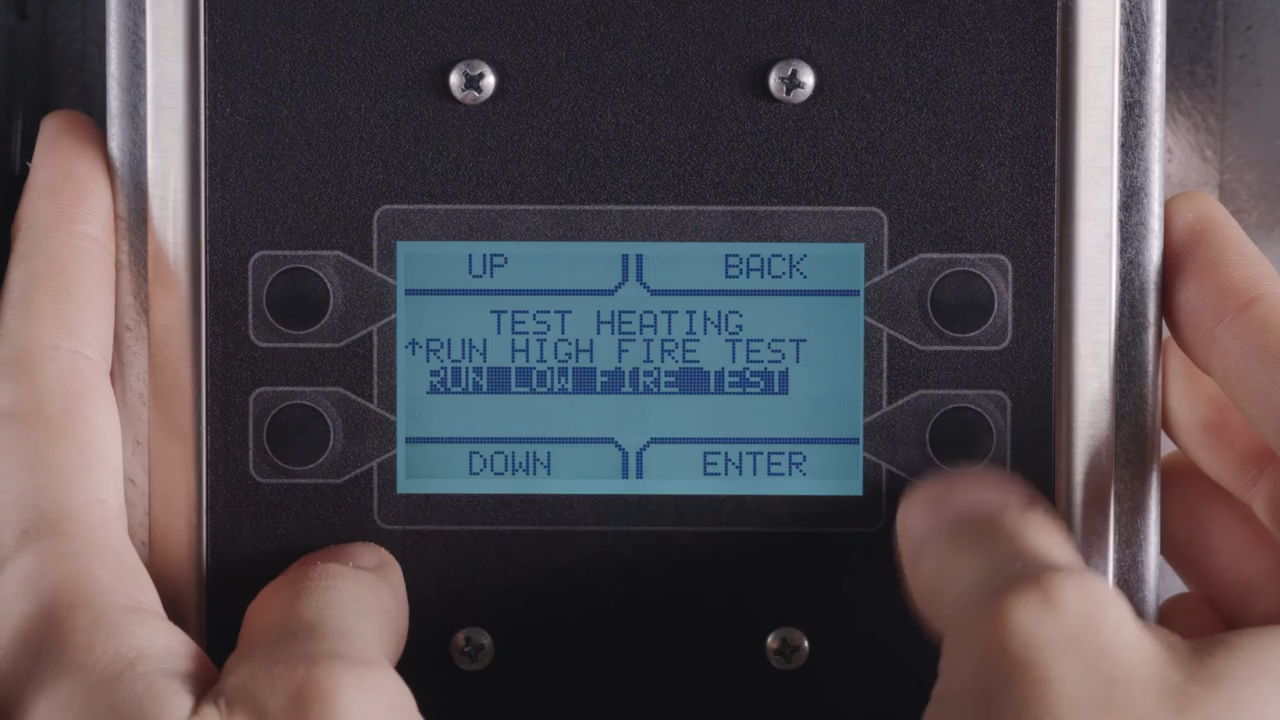 UP BACK
TEST HEATING
↑RUN HIGH FIRE TEST
RUN LOW FIRE TEST
DOWN ENTER